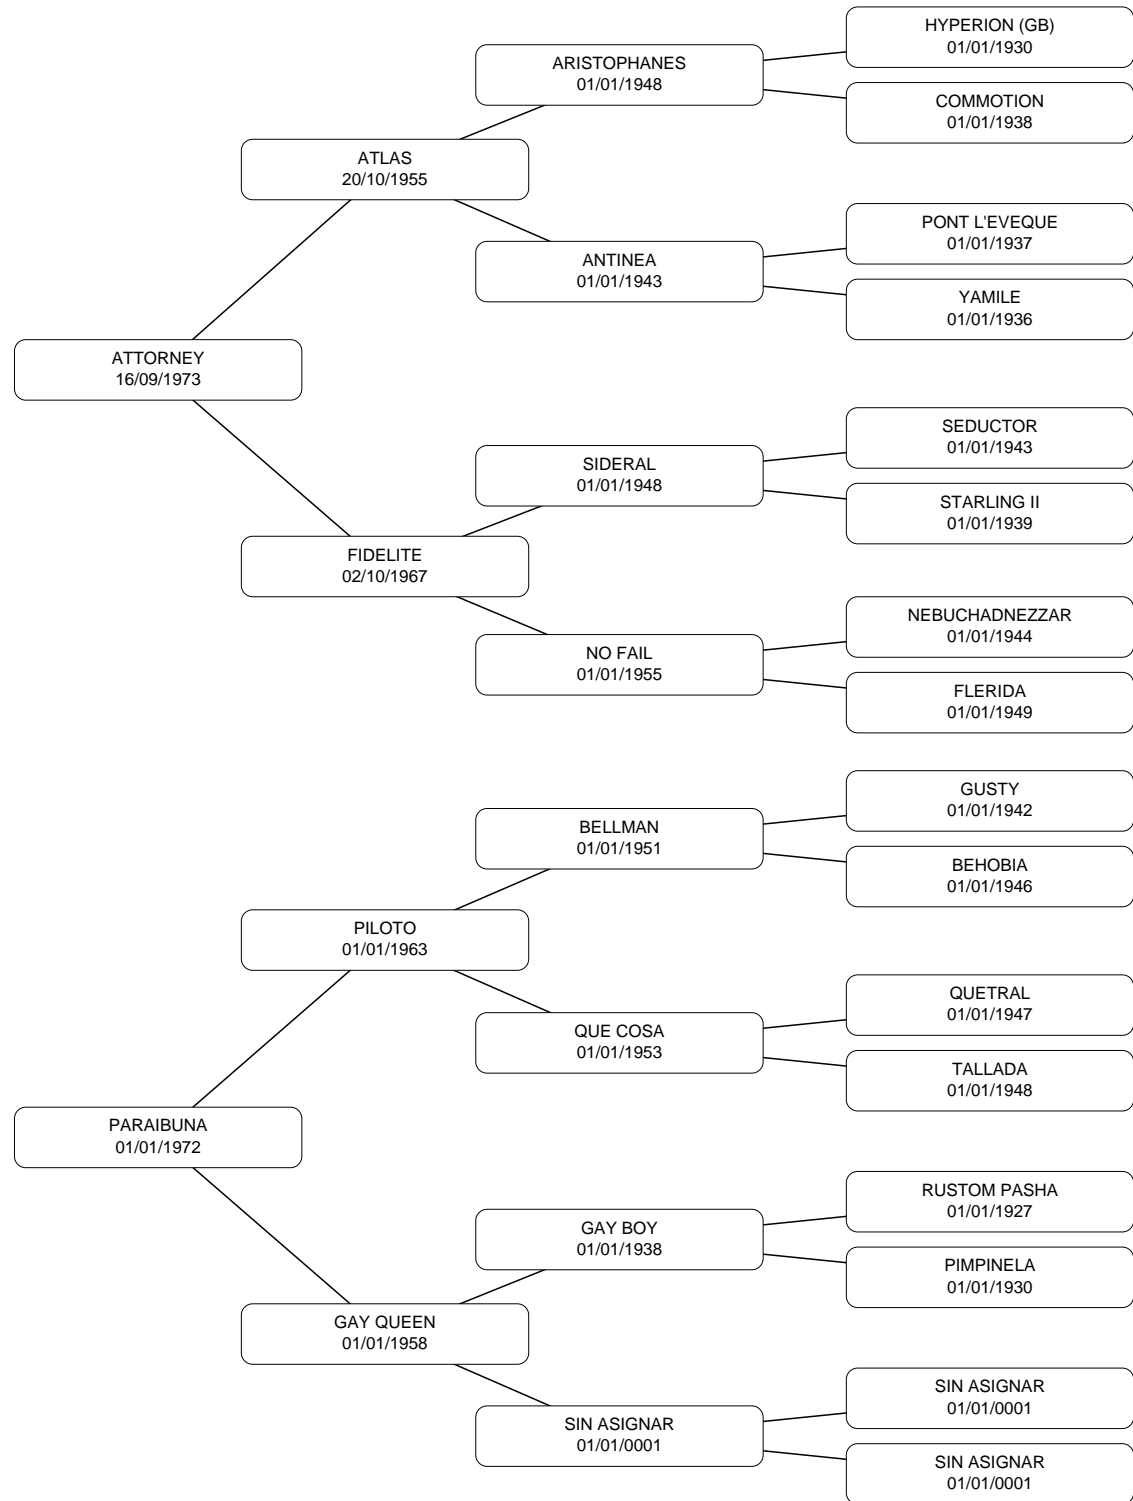 HYPERION (GB)
01/01/1930
ARISTOPHANES
01/01/1948
COMMOTION
01/01/1938
ATLAS
20/10/1955
PONT L'EVEQUE
01/01/1937
ANTINEA
01/01/1943
YAMILE
01/01/1936
ATTORNEY
16/09/1973
SEDUCTOR
01/01/1943
SIDERAL
01/01/1948
STARLING II
01/01/1939
FIDELITE
02/10/1967
NEBUCHADNEZZAR
01/01/1944
NO FAIL
01/01/1955
FLERIDA
01/01/1949
GUSTY
01/01/1942
BELLMAN
01/01/1951
BEHOBIA
01/01/1946
PILOTO
01/01/1963
QUETRAL
01/01/1947
QUE COSA
01/01/1953
TALLADA
01/01/1948
PARAIBUNA
01/01/1972
RUSTOM PASHA
01/01/1927
GAY BOY
01/01/1938
PIMPINELA
01/01/1930
GAY QUEEN
01/01/1958
SIN ASIGNAR
01/01/0001
SIN ASIGNAR
01/01/0001
SIN ASIGNAR
01/01/0001